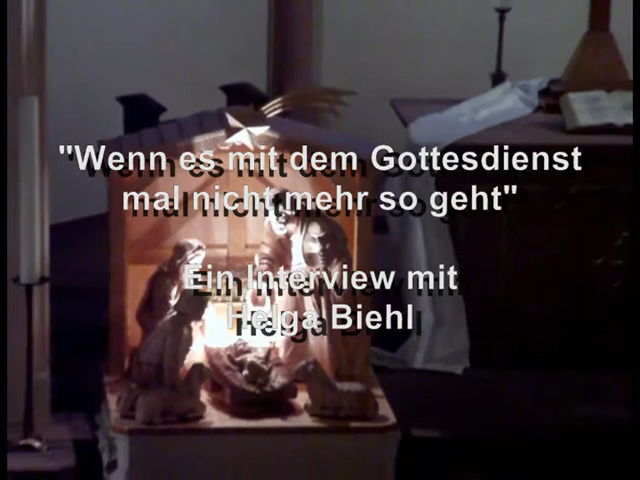 "Wenn es mit dem Gottesdienst
mal nicht mehr so geht"
Ein Interview mit
Helga Biehl